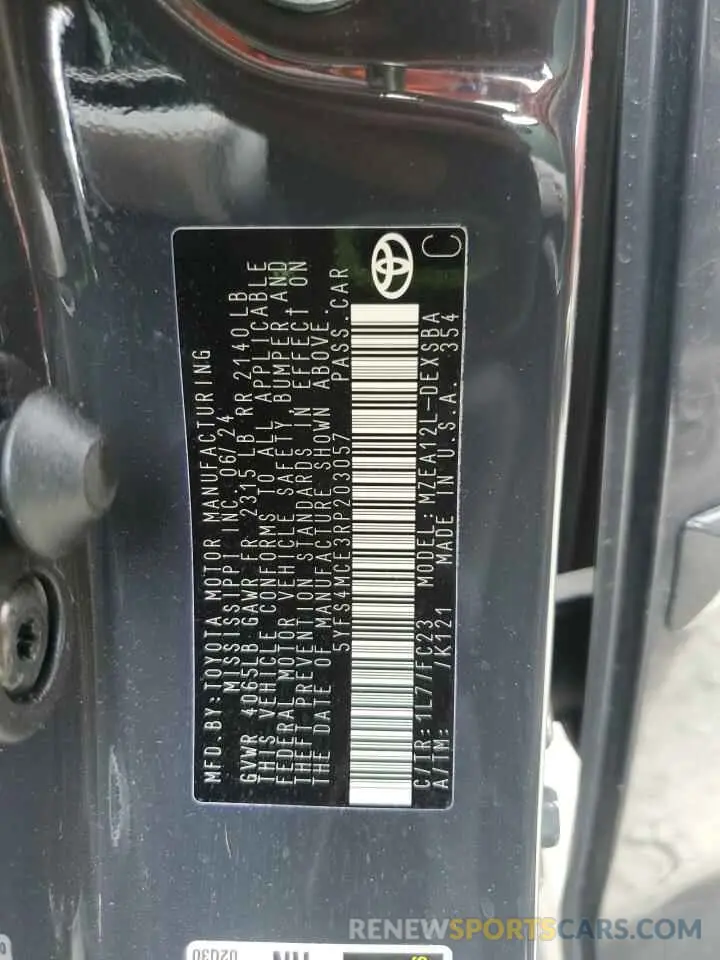 MFD. BY: TOYOTA MOTOR MANUFACTURING
MISSISSIPPI INC. 06/24
GVWR 4065LB GAWR FR 2315 LB RR 2140 LB
THIS VEHICLE CONFORMS TO ALL APPLICABLE
FEDERAL MOTOR VEHICLE SAFETY, BUMPER AND
THEFT PREVENTION STANDARDS IN EFFECT ON
THE DATE OF MANUFACTURE SHOWN ABOVE.
5YFS4MCE3RP203057 PASS. CAR
C/TR: 1L7/FC23 MODEL: MZEA12L-DEXSBA
A/TM: /K121 MADE IN U.S.A. 354
C
02030
RENEWSPORTSCARS.COM